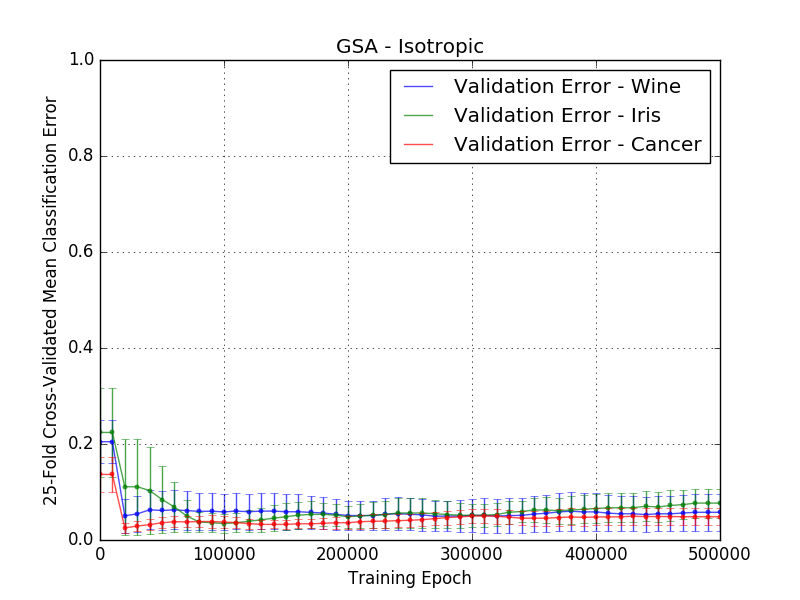 GSA - Isotropic
Validation Error - Wine
Validation Error - Iris
Validation Error - Cancer
25-Fold Cross-Validated Mean Classification Error
1.0
0.8
0.6
0.4
0.2
0.0
0 100000 200000 300000 400000 500000
Training Epoch